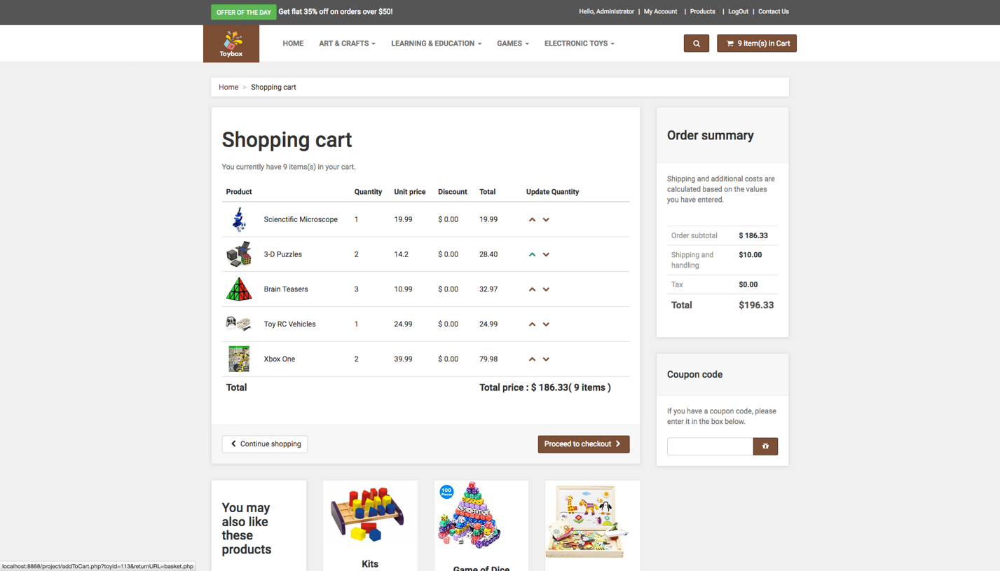 OFFER OF THE DAY Get flat 35% off on orders over $50!
Hello, Administrator | My Account | Products | LogOut | Contact Us
Toybox
HOME ART & CRAFTS LEARNING & EDUCATION GAMES ELECTRONIC TOYS
9 item(s) in Cart
Home > Shopping cart
Shopping cart
You currently have 9 items(s) in your cart.
Product Quantity Unit price Discount Total Update Quantity
Scienctific Microscope 1 19.99 $ 0.00 19.99
3-D Puzzles 2 14.2 $ 0.00 28.40
Brain Teasers 3 10.99 $ 0.00 32.97
Toy RC Vehicles 1 24.99 $ 0.00 24.99
Xbox One 2 39.99 $ 0.00 79.98
Total Total price : $ 186.33( 9 items )
Continue shopping
Proceed to checkout
Order summary
Shipping and additional costs are
calculated based on the values
you have entered.
Order subtotal $ 186.33
Shipping and
handling $10.00
Tax $0.00
Total $196.33
Coupon code
If you have a coupon code, please
enter it in the box below.
You may
also like
these
products
Kits
100
Pieces
Game of Dice
localhost:8888/project/addToCart.php?toyId=113&returnURL=basket.php